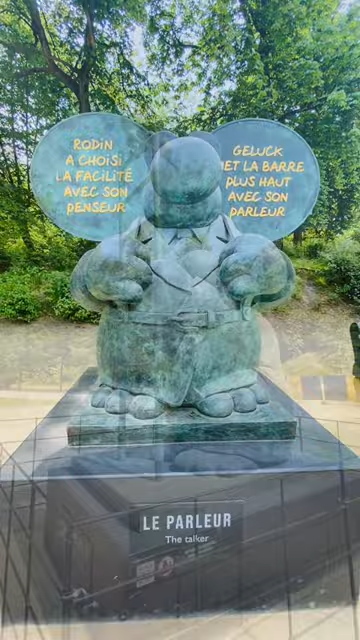 RODIN
A CHOISI
LA FACILITÉ
AVEC SON
PENSEUR
GELUCK
MET LA BARRE
PLUS HAUT
AVEC SON
PARLEUR
LE PARLEUR
The talker